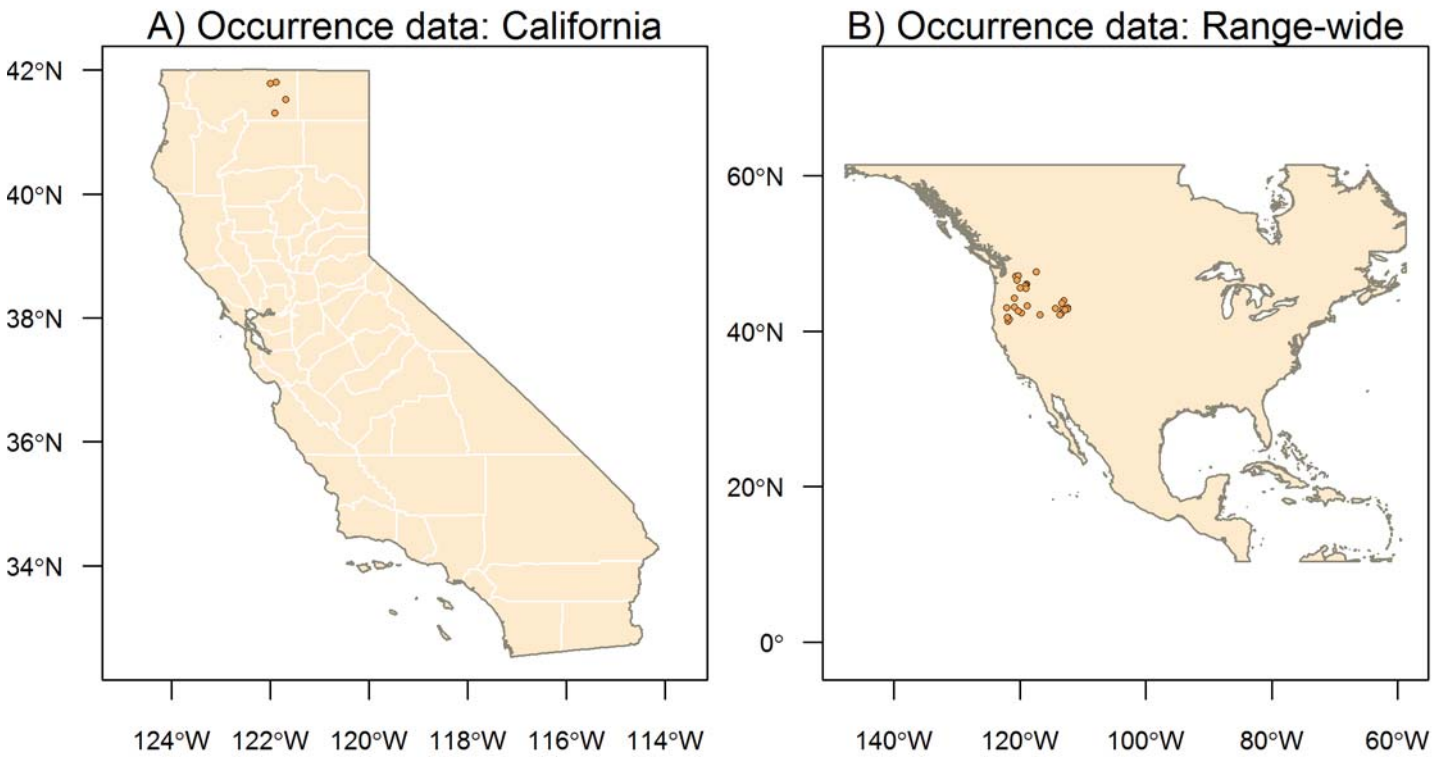 A) Occurrence data: California
42°N
40°N
38°N
36°N
34°N
124°W 122°W 120°W 118°W 116°W 114°W
B) Occurrence data: Range-wide
60°N
40°N
20°N
0°
140°W 120°W 100°W 80°W 60°W